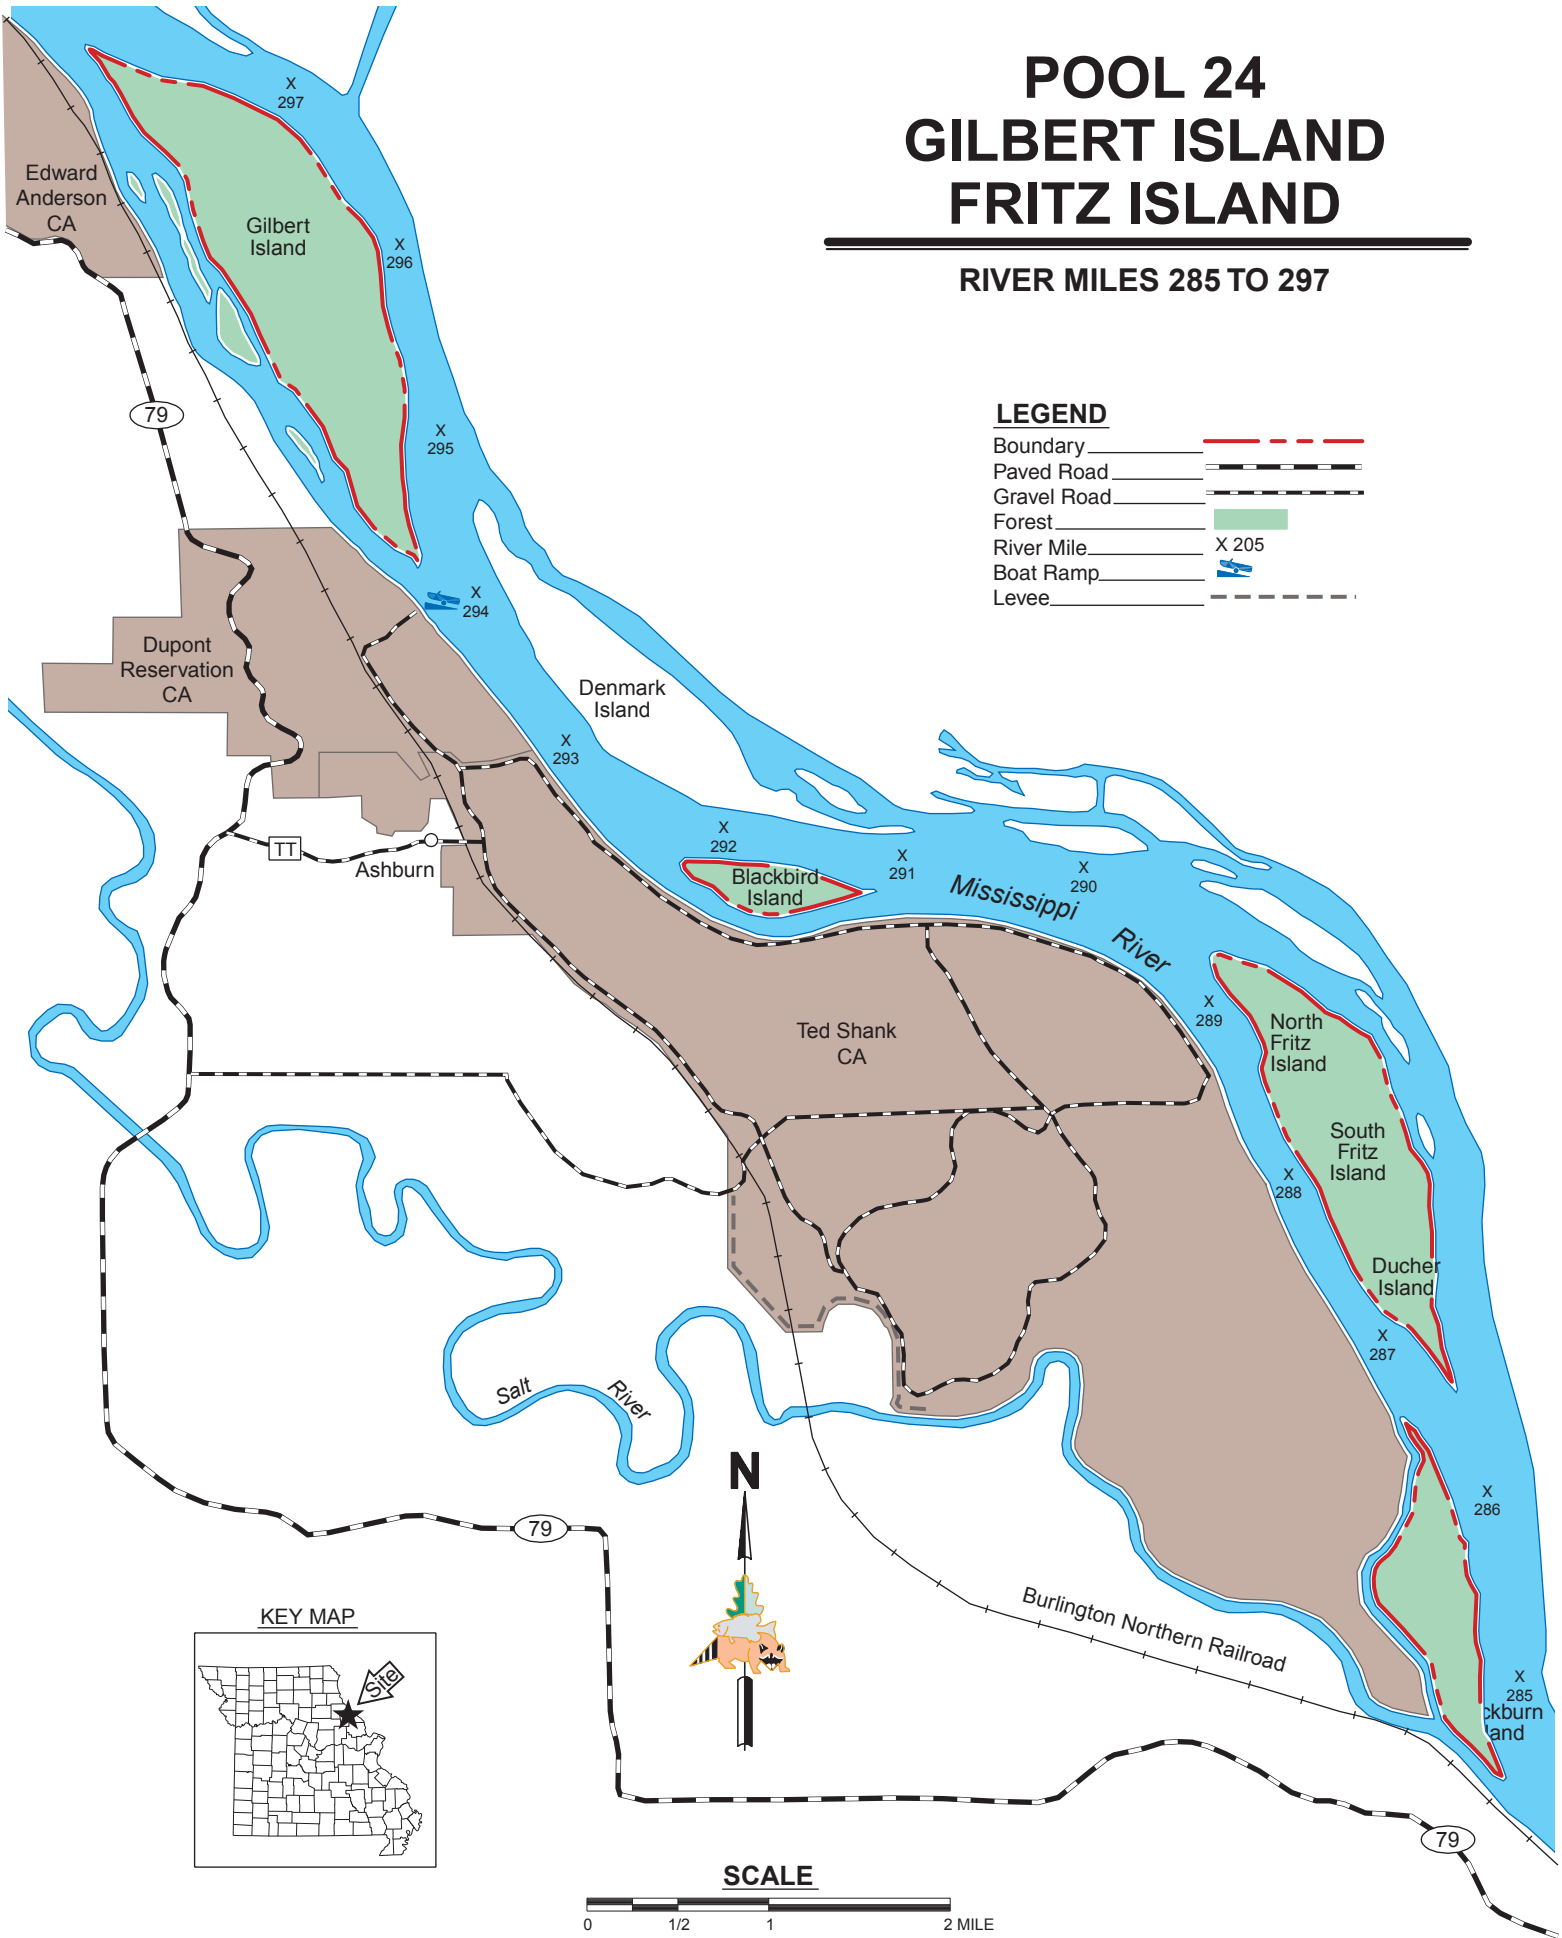 POOL 24
GILBERT ISLAND
FRITZ ISLAND
RIVER MILES 285 TO 297
LEGEND
Boundary
Paved Road
Gravel Road
Forest
River Mile X 205
Boat Ramp
Levee
X
297
Edward
Anderson
CA
Gilbert
Island
X
296
79
X
295
X
294
Dupont
Reservation
CA
Denmark
Island
X
293
X
292
TT
Ashburn
Blackbird
Island
X
291
X
290
Mississippi
River
X
289
North
Fritz
Island
Ted Shank
CA
South
Fritz
Island
X
288
Ducher
Island
X
287
Salt
River
N
X
286
79
Burlington Northern Railroad
KEY MAP
Site
X
285
ckburn
land
79
SCALE
0 1/2 1 2 MILE